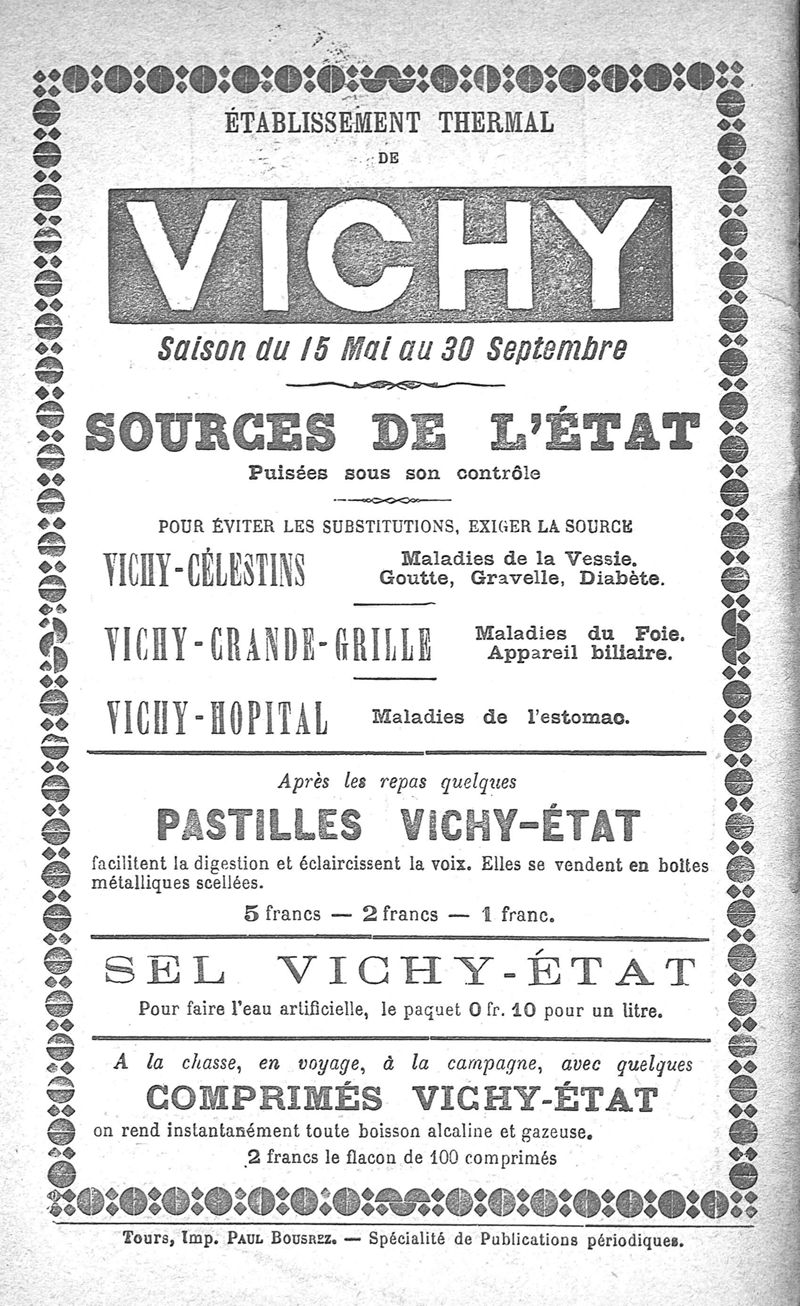 ÉTABLISSEMENT THERMAL
DE
VICHY
Saison du 15 Mai au 30 Septembre
SOURCES DE L'ÉTAT
Puisées sous son contrôle
POUR ÉVITER LES SUBSTITUTIONS, EXIGER LA SOURCE
VICHY-CÉLESTINS
Maladies de la Vessie.
Goutte, Gravelle, Diabète.
VICHY-GRANDE-GRILLE
Maladies du Foie.
Appareil biliaire.
VICHY-HOPITAL
Maladies de l'estomac.
Après les repas quelques
PASTILLES VICHY-ÉTAT
facilitent la digestion et éclaircissent la voix. Elles se vendent en boîtes
métalliques scellées.
5 francs — 2 francs — 1 franc.
SEL VICHY-ÉTAT
Pour faire l'eau artificielle, le paquet 0 fr. 10 pour un litre.
A la chasse, en voyage, à la campagne, avec quelques
COMPRIMÉS VICHY-ÉTAT
on rend instantanément toute boisson alcaline et gazeuse.
2 francs le flacon de 100 comprimés
Tours, Imp. PAUL BOUSREZ. — Spécialité de Publications périodiques.